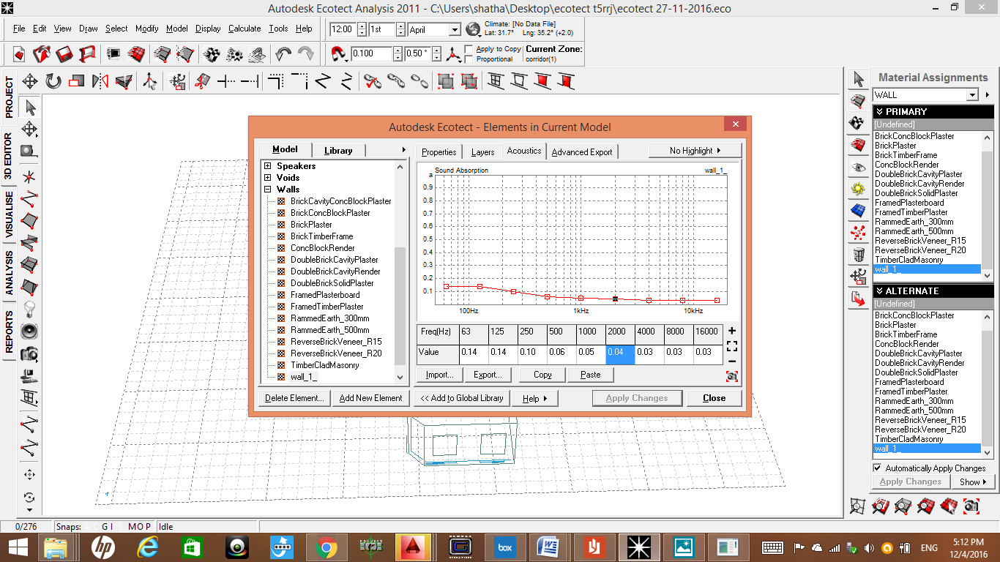 Autodesk Ecotect Analysis 2011 - C:\Users\shatha\Desktop\ecotect t5rrj\ecotect 27-11-2016.eco
File Edit View Draw Select Modify Model Display Calculate Tools Help
12:00 1st April
Climate: [No Data File]
Lat: 31.7° Lng: 35.2° (+2.0)
0.100 0.50 °
Apply to Copy
Proportional
Current Zone:
corridor(1)
PROJECT
3D EDITOR
VISUALISE
ANALYSIS
REPORTS
Autodesk Ecotect - Elements in Current Model
Model Library
Speakers
Voids
Walls
BrickCavityConcBlockPlaster
BrickConcBlockPlaster
BrickPlaster
BrickTimberFrame
ConcBlockRender
DoubleBrickCavityPlaster
DoubleBrickCavityRender
DoubleBrickSolidPlaster
FramedPlasterboard
FramedTimberPlaster
RammedEarth_300mm
RammedEarth_500mm
ReverseBrickVeneer_R15
ReverseBrickVeneer_R20
TimberCladMasonry
wall_1_
Properties Layers Acoustics Advanced Export No Highlight
a Sound Absorption wall_1_
0.9
0.8
0.7
0.6
0.5
0.4
0.3
0.2
0.1
100Hz 1kHz 10kHz
Freq(Hz) 63 125 250 500 1000 2000 4000 8000 16000
Value 0.14 0.14 0.10 0.06 0.05 0.04 0.03 0.03 0.03
Import... Export... Copy Paste
Delete Element... Add New Element << Add to Global Library Help Apply Changes Close
Material Assignments
WALL
PRIMARY
[Undefined]
BrickConcBlockPlaster
BrickPlaster
BrickTimberFrame
ConcBlockRender
DoubleBrickCavityPlaster
DoubleBrickCavityRender
DoubleBrickSolidPlaster
FramedPlasterboard
FramedTimberPlaster
RammedEarth_300mm
RammedEarth_500mm
ReverseBrickVeneer_R15
ReverseBrickVeneer_R20
TimberCladMasonry
wall_1_
ALTERNATE
[Undefined]
BrickConcBlockPlaster
BrickPlaster
BrickTimberFrame
ConcBlockRender
DoubleBrickCavityPlaster
DoubleBrickCavityRender
DoubleBrickSolidPlaster
FramedPlasterboard
FramedTimberPlaster
RammedEarth_300mm
RammedEarth_500mm
ReverseBrickVeneer_R15
ReverseBrickVeneer_R20
TimberCladMasonry
wall_1_
Automatically Apply Changes
Apply Changes Show
0/276 Snaps: A C G I L M O P Idle
hp
box
ENG
5:12 PM
12/4/2016